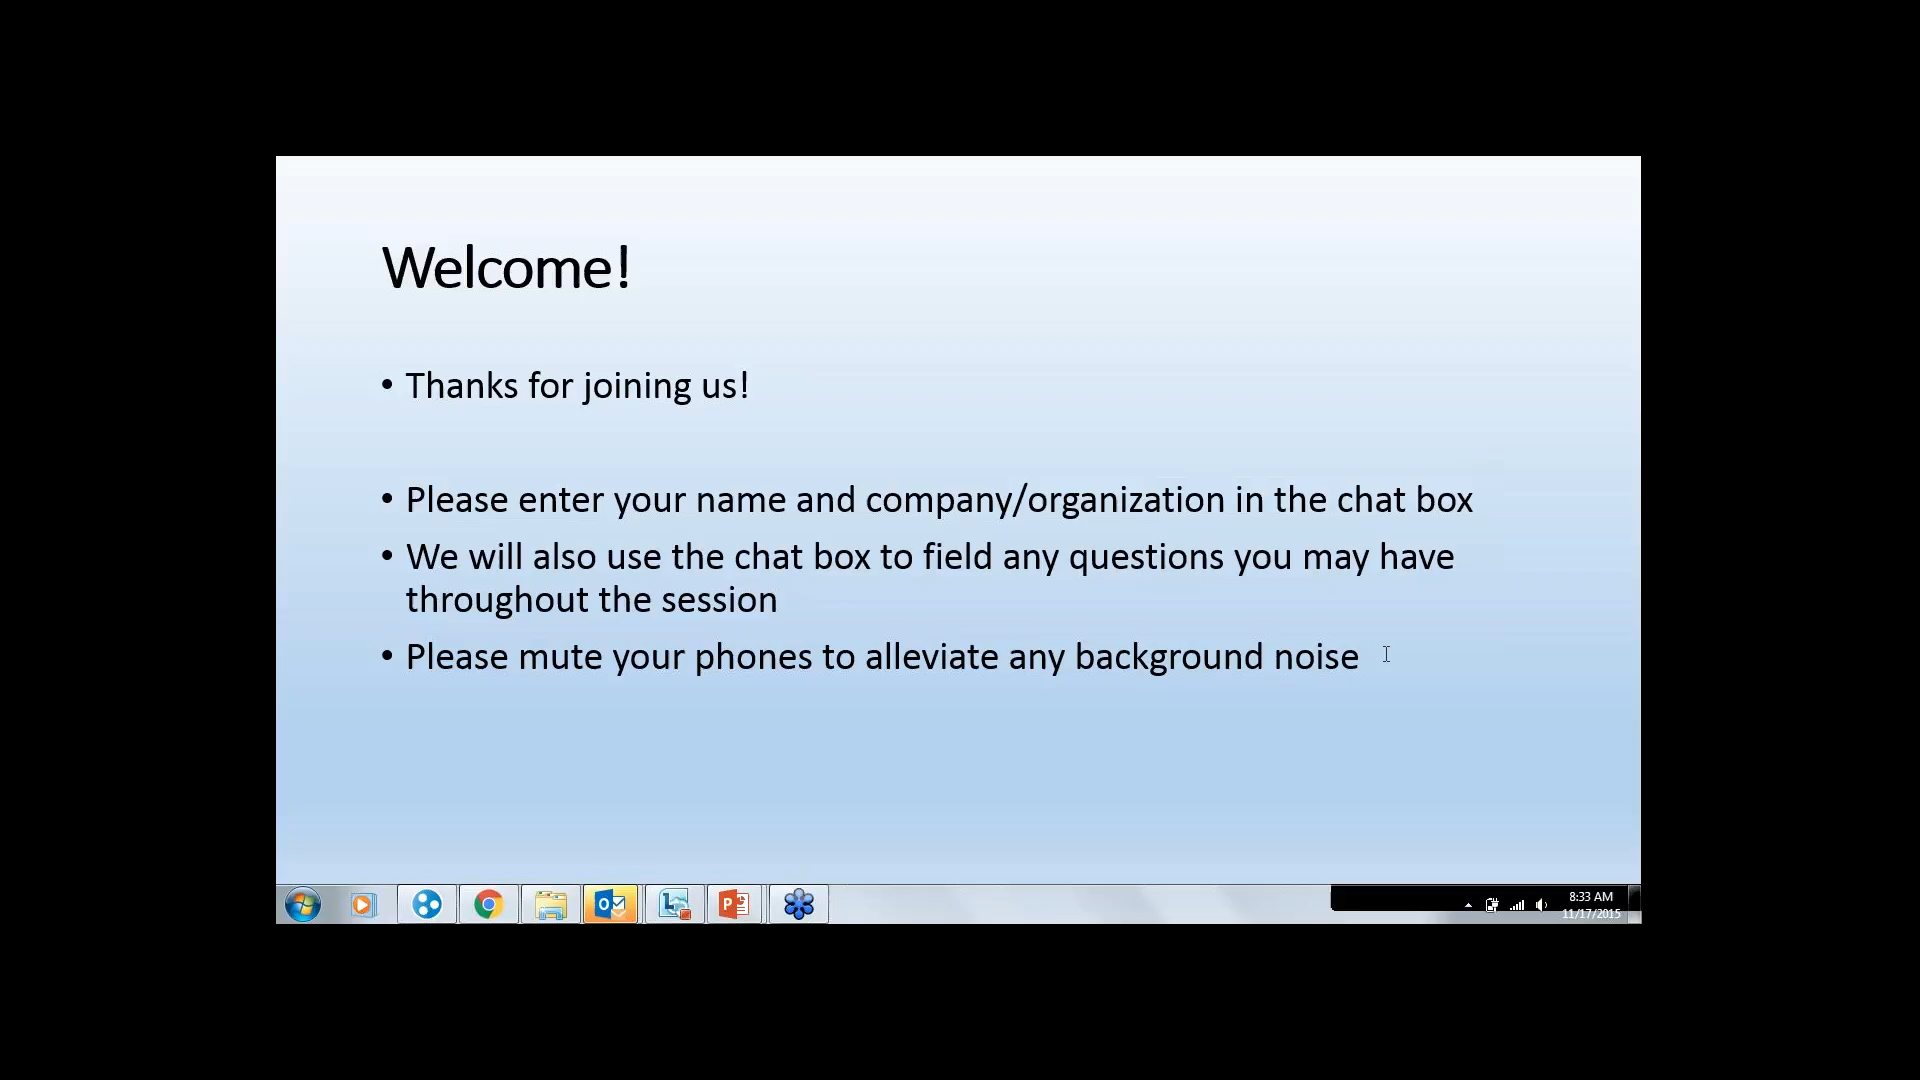 Welcome!
• Thanks for joining us!
• Please enter your name and company/organization in the chat box
• We will also use the chat box to field any questions you may have
throughout the session
• Please mute your phones to alleviate any background noise
8:33 AM
11/17/2015